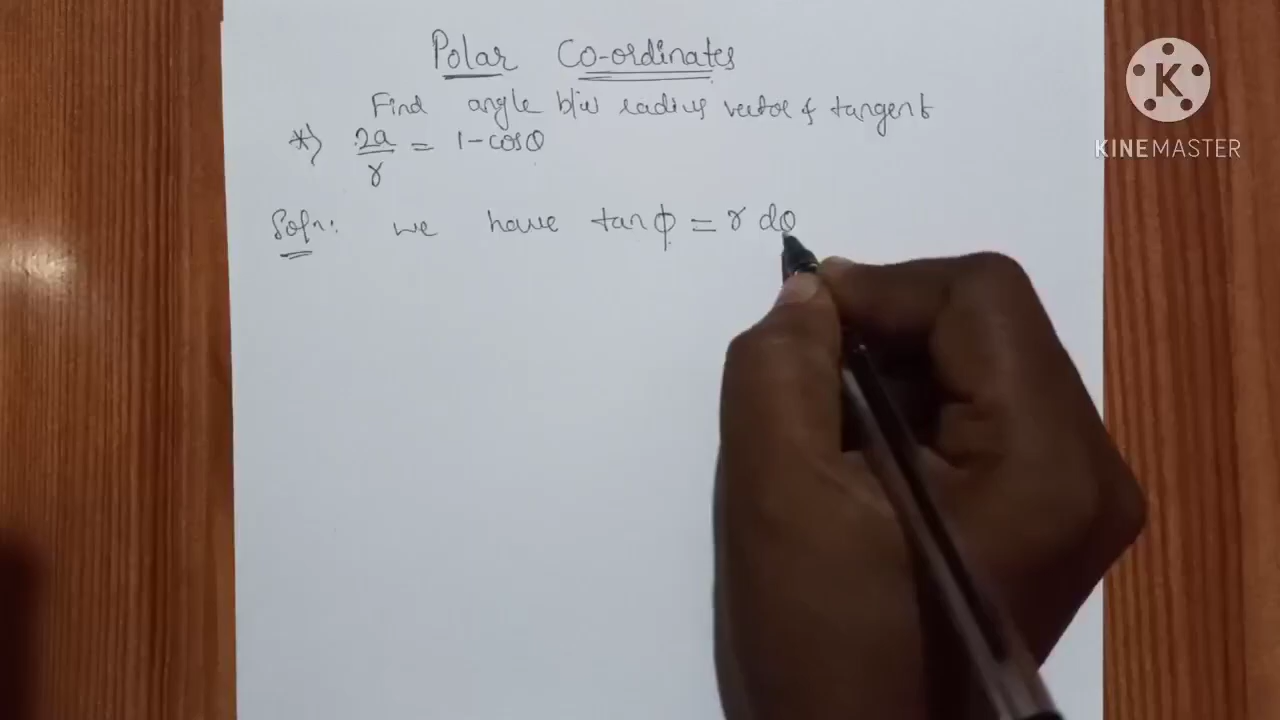 Polar Co-ordinates
Find angle b/w radius vector & tangent
*) 2a/r = 1-cosθ
Soln: we have tanϕ = r dθ
K
KINEMASTER